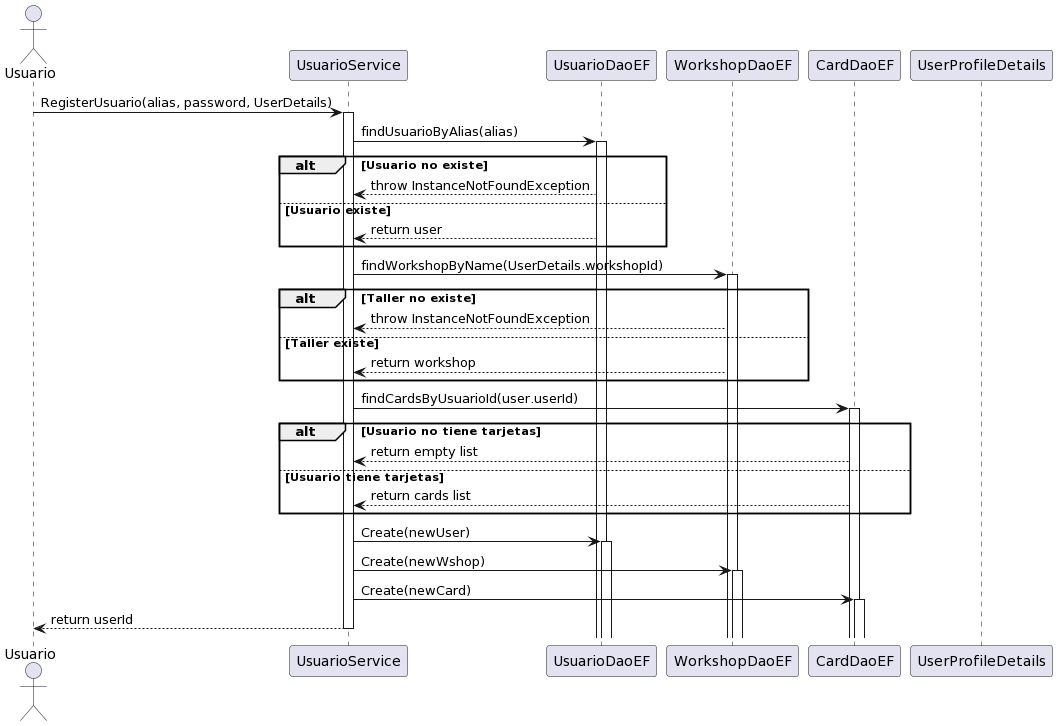 Usuario
UsuarioService
UsuarioDaoEF
WorkshopDaoEF
CardDaoEF
UserProfileDetails
RegisterUsuario(alias, password, UserDetails)
findUsuarioByAlias(alias)
alt
[Usuario no existe]
throw InstanceNotFoundException
[Usuario existe]
return user
findWorkshopByName(UserDetails.workshopId)
alt
[Taller no existe]
throw InstanceNotFoundException
[Taller existe]
return workshop
findCardsByUsuarioId(user.userId)
alt
[Usuario no tiene tarjetas]
return empty list
[Usuario tiene tarjetas]
return cards list
Create(newUser)
Create(newWshop)
Create(newCard)
return userId
Usuario
UsuarioService
UsuarioDaoEF
WorkshopDaoEF
CardDaoEF
UserProfileDetails